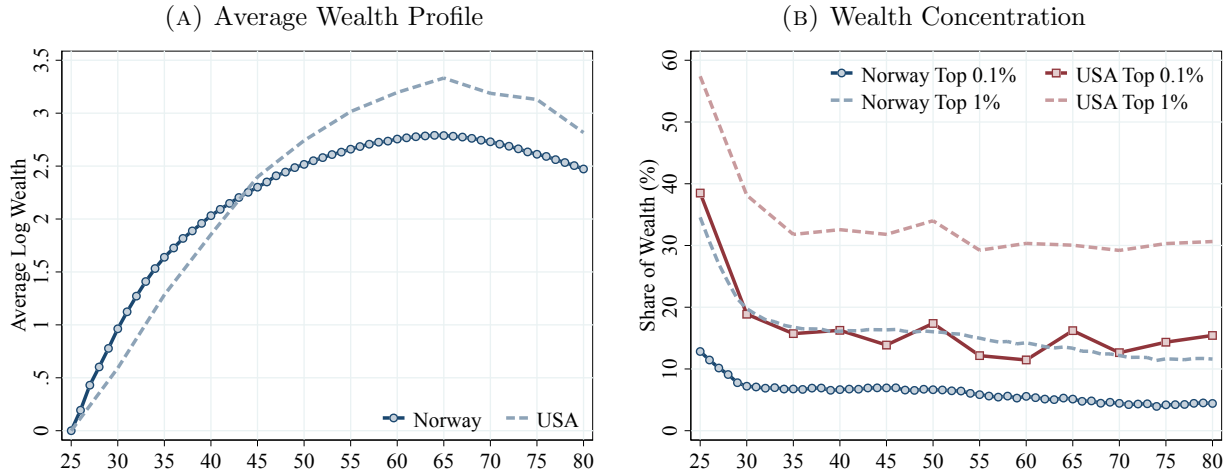 (A) Average Wealth Profile
Average Log Wealth
3.5
3
2.5
2
1.5
1
.5
0
25 30 35 40 45 50 55 60 65 70 75 80
Norway USA
(B) Wealth Concentration
Share of Wealth (%)
60
50
40
30
20
10
0
25 30 35 40 45 50 55 60 65 70 75 80
Norway Top 0.1% USA Top 0.1%
Norway Top 1% USA Top 1%